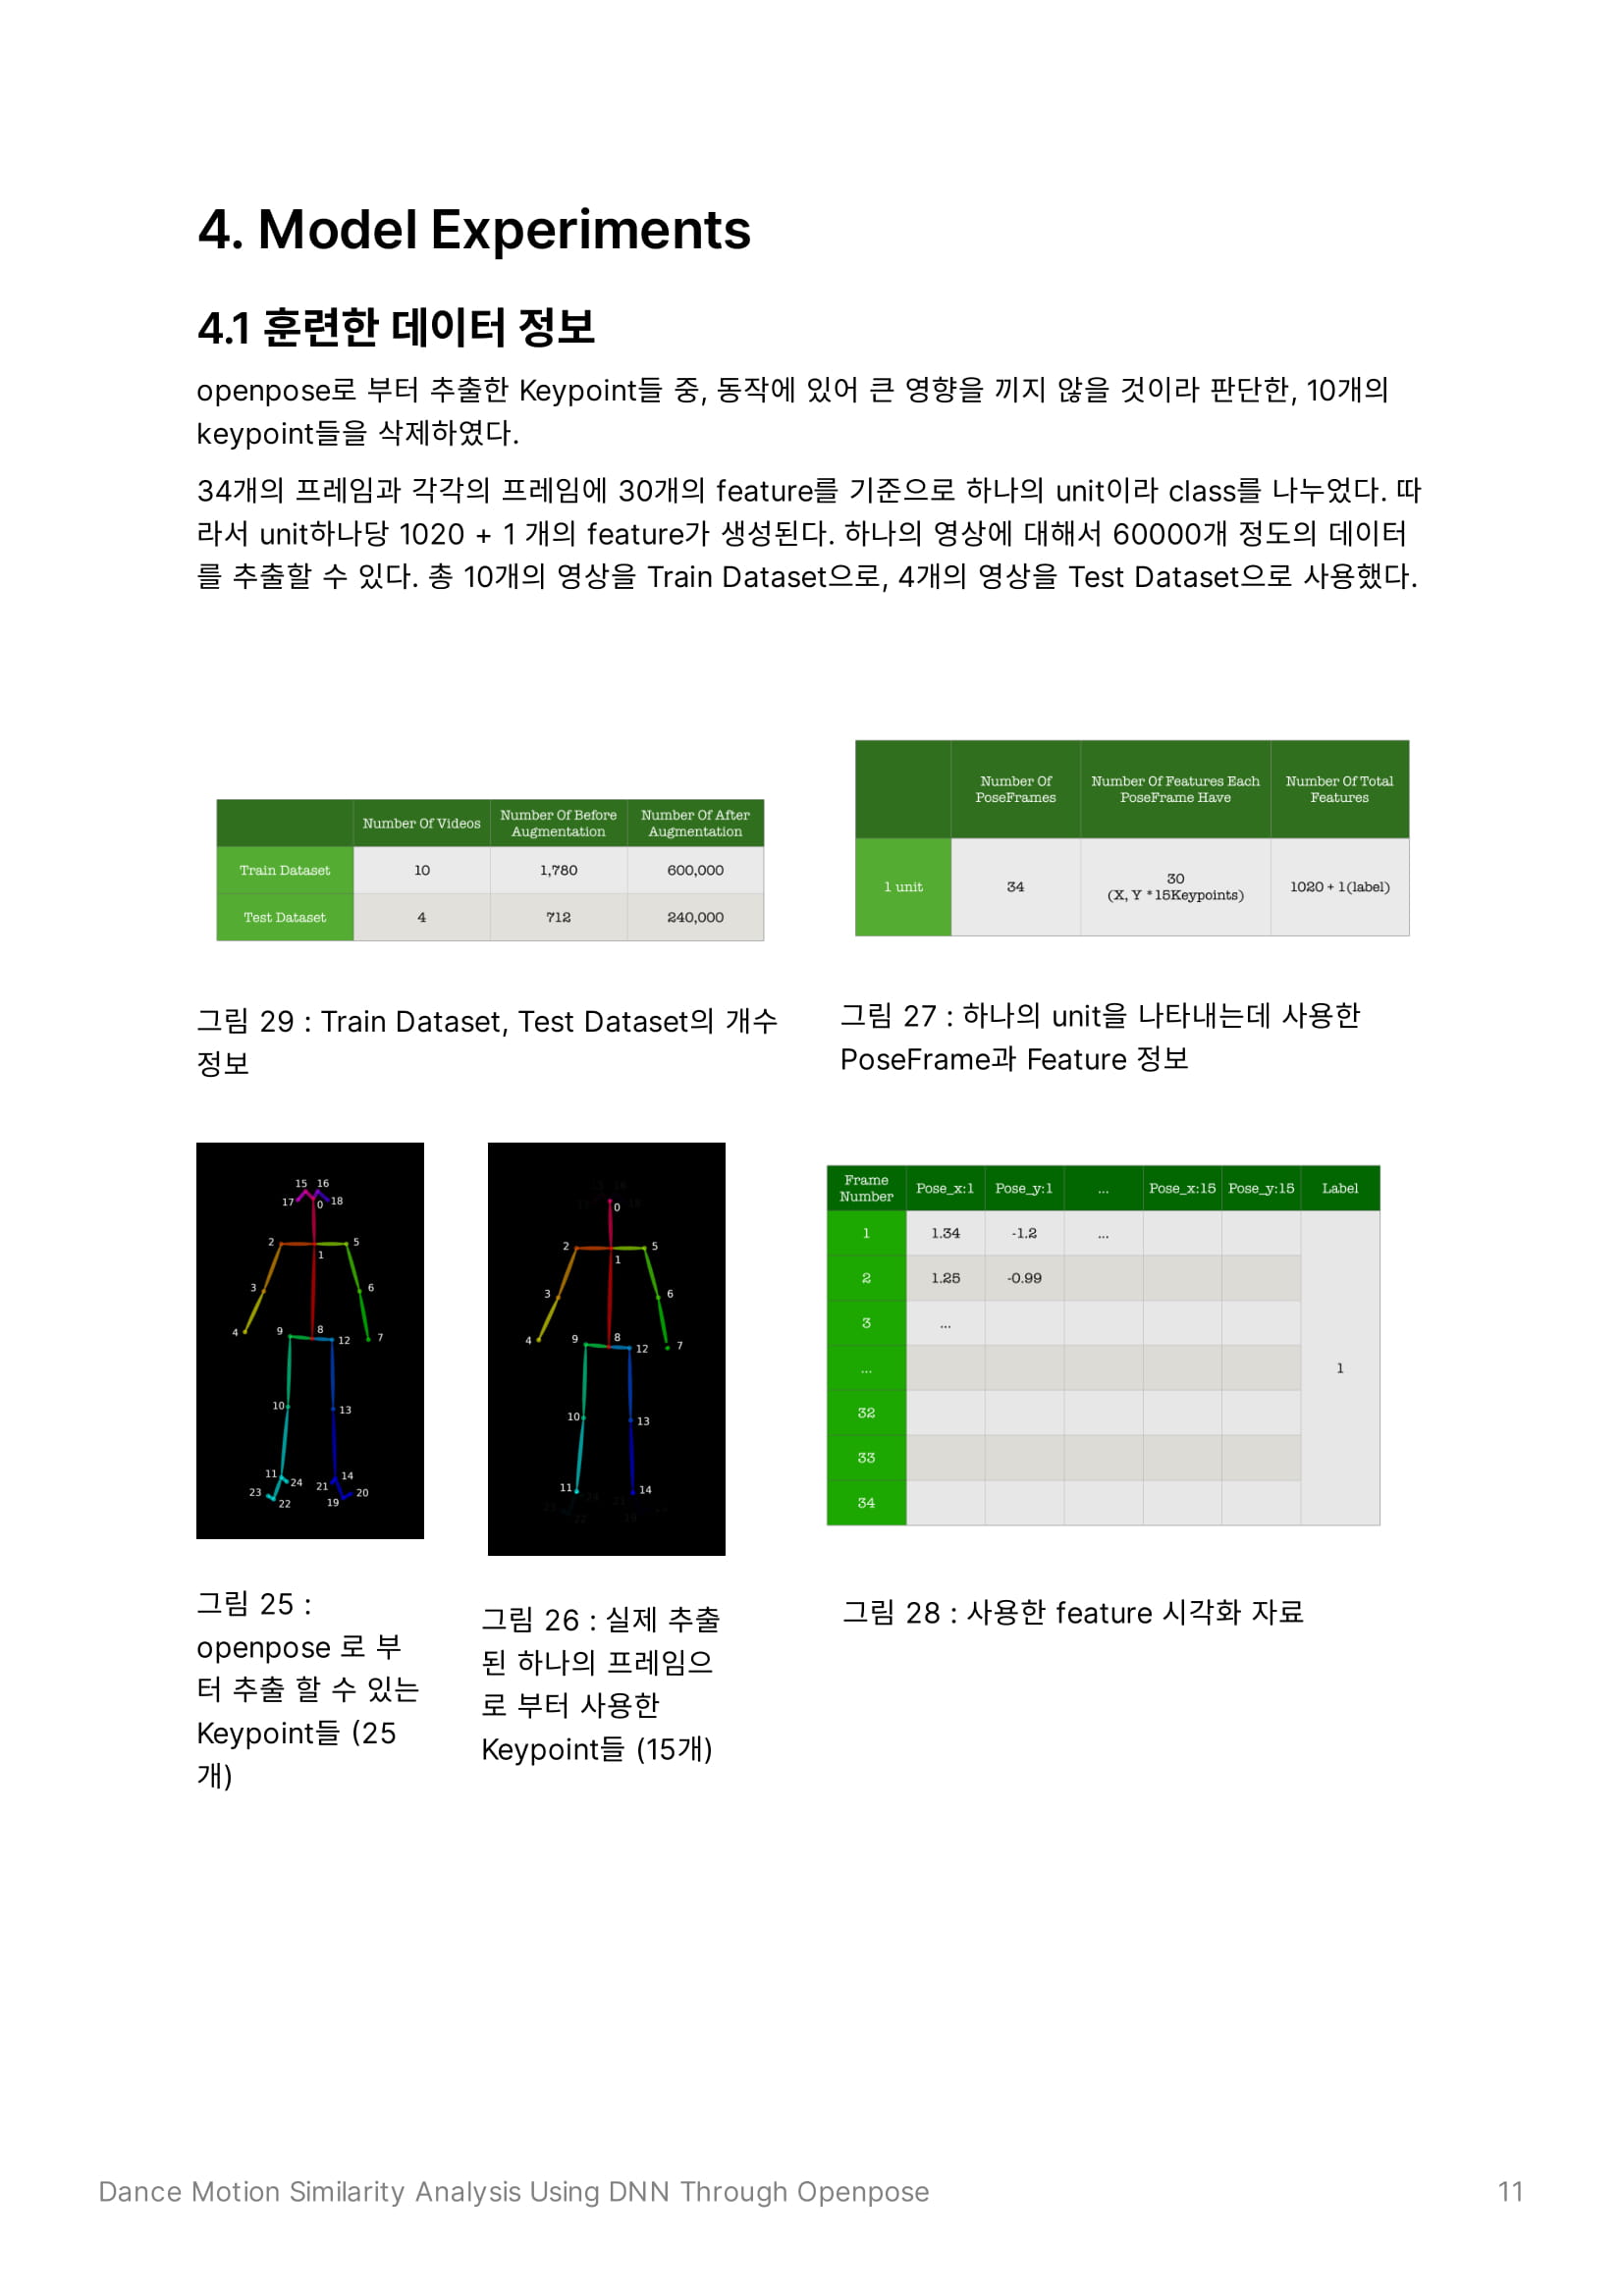 4. Model Experiments
4.1 훈련한 데이터 정보
openpose로 부터 추출한 Keypoint들 중, 동작에 있어 큰 영향을 끼지 않을 것이라 판단한, 10개의
keypoint들을 삭제하였다.
34개의 프레임과 각각의 프레임에 30개의 feature를 기준으로 하나의 unit이라 class를 나누었다. 따
라서 unit하나당 1020 + 1 개의 feature가 생성된다. 하나의 영상에 대해서 60000개 정도의 데이터
를 추출할 수 있다. 총 10개의 영상을 Train Dataset으로, 4개의 영상을 Test Dataset으로 사용했다.
Number Of Videos
Number Of Before
Augmentation
Number Of After
Augmentation
Train Dataset 10 1,780 600,000
Test Dataset 4 712 240,000
그림 29 : Train Dataset, Test Dataset의 개수
정보
Number Of
PoseFrames
Number Of Features Each
PoseFrame Have
Number Of Total
Features
1 unit 34
30
(X, Y *15Keypoints)
1020 + 1(label)
그림 27 : 하나의 unit을 나타내는데 사용한
PoseFrame과 Feature 정보
15 16
17 0 18
2 5
1
3 6
4 9 8 12 7
10 13
11 24 21 14
23 22 19 20
그림 25 :
openpose 로 부
터 추출 할 수 있는
Keypoint들 (25
개)
0
2 5
1
3 6
4 9 8 12 7
10 13
11 14
그림 26 : 실제 추출
된 하나의 프레임으
로 부터 사용한
Keypoint들 (15개)
Frame
Number
Pose_x:1 Pose_y:1 ... Pose_x:15 Pose_y:15 Label
1 1.34 -1.2 ...
2 1.25 -0.99
3 ...
... 1
32
33
34
그림 28 : 사용한 feature 시각화 자료
Dance Motion Similarity Analysis Using DNN Through Openpose 11